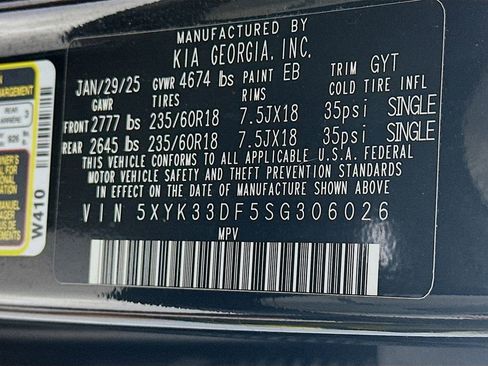 MANUFACTURED BY
KIA GEORGIA, INC.
JAN/29/25 GVWR 4674 lbs PAINT EB TRIM GYT
GAWR TIRES RIMS COLD TIRE INFL
FRONT 2777 lbs 235/60R18 7.5JX18 35psi SINGLE
REAR 2645 lbs 235/60R18 7.5JX18 35psi SINGLE
THIS VEHICLE CONFORMS TO ALL APPLICABLE U.S.A. FEDERAL
MOTOR VEHICLE SAFETY AND THEFT PREVENTION STANDARDS
IN EFFECT ON THE DATE OF MANUFACTURE SHOWN ABOVE.
VIN 5XYK33DF5SG306026
MPV
W410
REAR
3